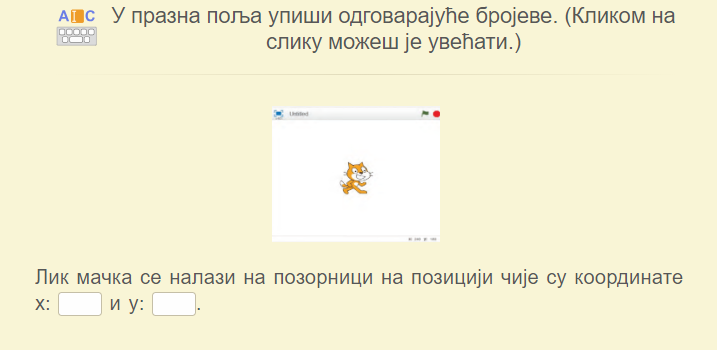 A I C
У празна поља упиши одговарајуће бројеве. (Кликом на
слику можеш је увећати.)
Untitled
Лик мачка се налази на позорници на позицији чије су координате
x: и y: .